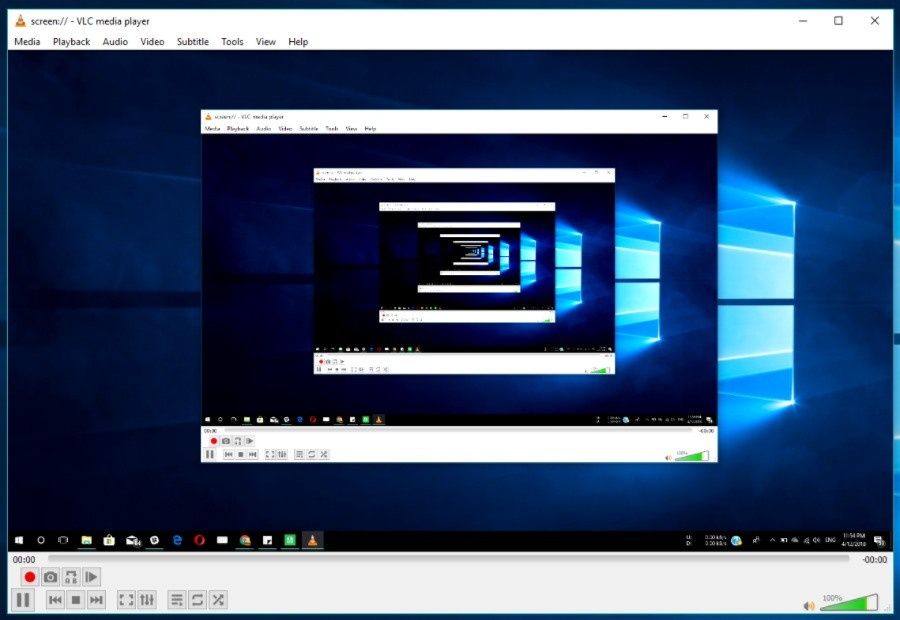 screen:// - VLC media player
Media Playback Audio Video Subtitle Tools View Help
screen:// - VLC media player
Media Playback Audio Video Subtitle Tools View Help
00:00 -00:00
100%
U: 0.00 kB/s
D: 0.00 kB/s
ENG
11:54 PM
4/12/2018
00:00 -00:00
100%